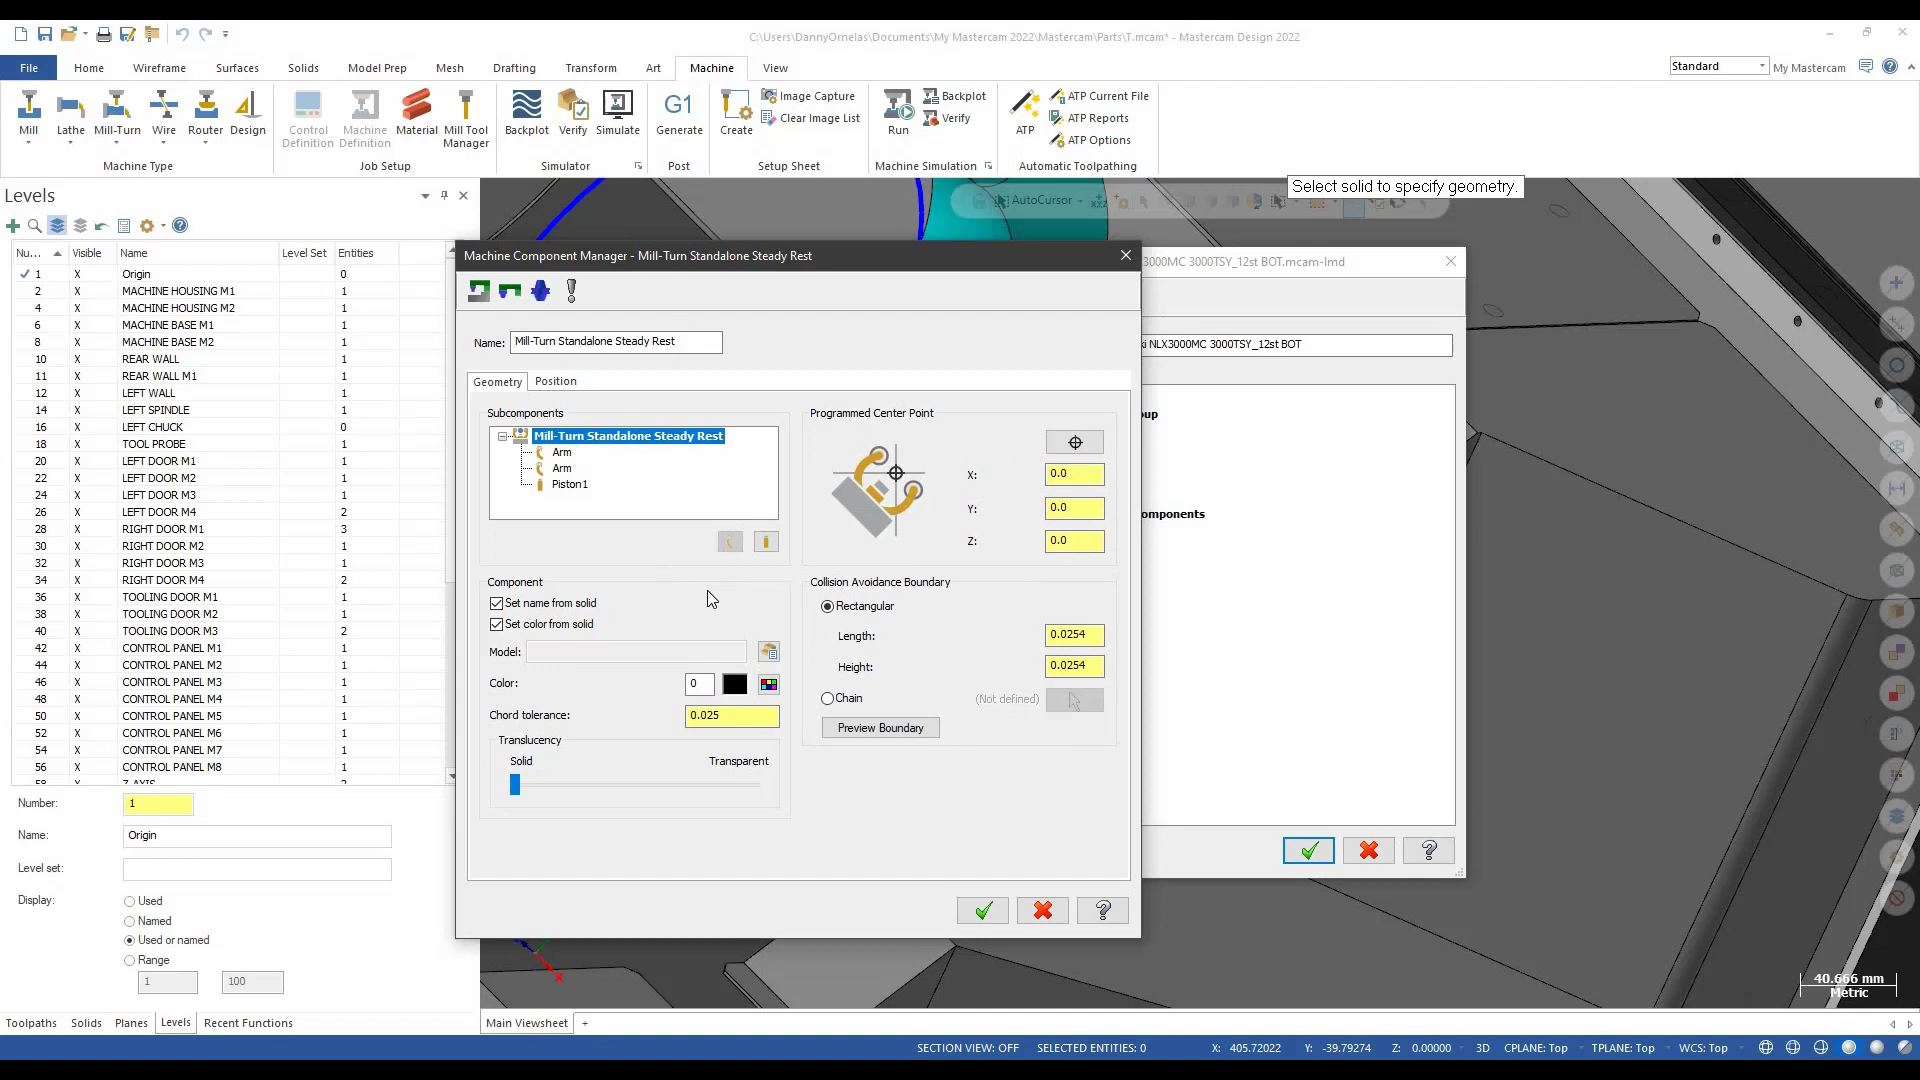 C:\Users\DannyOrnelas\Documents\My Mastercam 2022\Mastercam\Parts\T.mcam* - Mastercam Design 2022
File Home Wireframe Surfaces Solids Model Prep Mesh Drafting Transform Art Machine View
Standard My Mastercam
Mill Lathe Mill-Turn Wire Router Design
Machine Type
Control Definition Machine Definition Material Mill Tool Manager
Job Setup
Backplot Verify Simulate
Simulator
G1 Generate
Post
Create Image Capture Clear Image List
Setup Sheet
Run Backplot Verify
Machine Simulation
ATP ATP Current File ATP Reports ATP Options
Automatic Toolpathing
Levels
Nu... Visible Name Level Set Entities
1 X Origin 0
2 X MACHINE HOUSING M1 1
4 X MACHINE HOUSING M2 1
6 X MACHINE BASE M1 1
8 X MACHINE BASE M2 1
10 X REAR WALL 1
11 X REAR WALL M1 1
12 X LEFT WALL 1
14 X LEFT SPINDLE 1
16 X LEFT CHUCK 0
18 X TOOL PROBE 1
20 X LEFT DOOR M1 1
22 X LEFT DOOR M2 1
24 X LEFT DOOR M3 1
26 X LEFT DOOR M4 2
28 X RIGHT DOOR M1 3
30 X RIGHT DOOR M2 1
32 X RIGHT DOOR M3 1
34 X RIGHT DOOR M4 2
36 X TOOLING DOOR M1 1
38 X TOOLING DOOR M2 1
40 X TOOLING DOOR M3 2
42 X CONTROL PANEL M1 1
44 X CONTROL PANEL M2 1
46 X CONTROL PANEL M3 1
48 X CONTROL PANEL M4 1
50 X CONTROL PANEL M5 1
52 X CONTROL PANEL M6 1
54 X CONTROL PANEL M7 1
56 X CONTROL PANEL M8 1
58 X Z AXIS 2
Number: 1
Name: Origin
Level set:
Display: Used
Named
Used or named
Range
1 100
Toolpaths Solids Planes Levels Recent Functions
AutoCursor
Select solid to specify geometry.
Machine Component Manager - Mill-Turn Standalone Steady Rest
Name: Mill-Turn Standalone Steady Rest
Geometry Position
Subcomponents
Mill-Turn Standalone Steady Rest
Arm
Arm
Piston1
Component
Set name from solid
Set color from solid
Model:
Color: 0
Chord tolerance: 0.025
Translucency
Solid Transparent
Programmed Center Point
X: 0.0
Y: 0.0
Z: 0.0
Collision Avoidance Boundary
Rectangular
Length: 0.0254
Height: 0.0254
Chain (Not defined)
Preview Boundary
3000MC 3000TSY_12st BOT.mcam-lmd
ki NLX3000MC 3000TSY_12st BOT
oup
omponents
40.666 mm
Metric
Main Viewsheet +
SECTION VIEW: OFF SELECTED ENTITIES: 0 X: 405.72022 Y: -39.79274 Z: 0.00000 3D CPLANE: Top TPLANE: Top WCS: Top